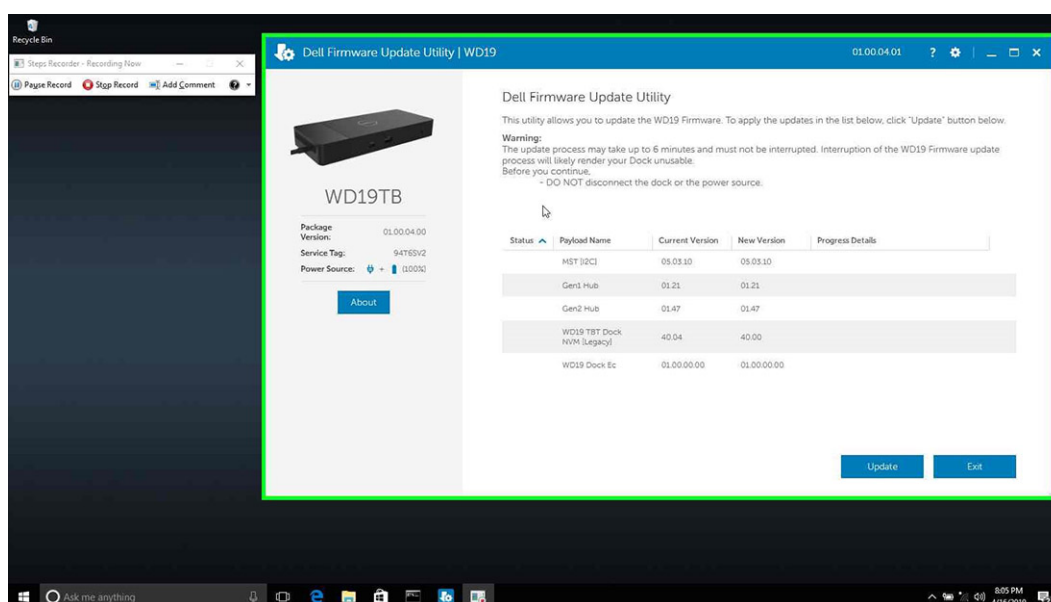 Recycle Bin
Steps Recorder - Recording Now
Pause Record Stop Record Add Comment
Dell Firmware Update Utility | WD19
01.00.04.01
WD19TB
Package Version: 01.00.04.00
Service Tag: 94T6SV2
Power Source: + (100%)
About
Dell Firmware Update Utility
This utility allows you to update the WD19 Firmware. To apply the updates in the list below, click "Update" button below.
Warning:
The update process may take up to 6 minutes and must not be interrupted. Interruption of the WD19 Firmware update
process will likely render your Dock unusable.
Before you continue,
- DO NOT disconnect the dock or the power source.
Status Payload Name Current Version New Version Progress Details
MST [I2C] 05.03.10 05.03.10
Gen1 Hub 01.21 01.21
Gen2 Hub 01.47 01.47
WD19 TBT Dock
NVM [Legacy] 40.04 40.00
WD19 Dock Ec 01.00.00.00 01.00.00.00
Update Exit
Ask me anything
8:05 PM